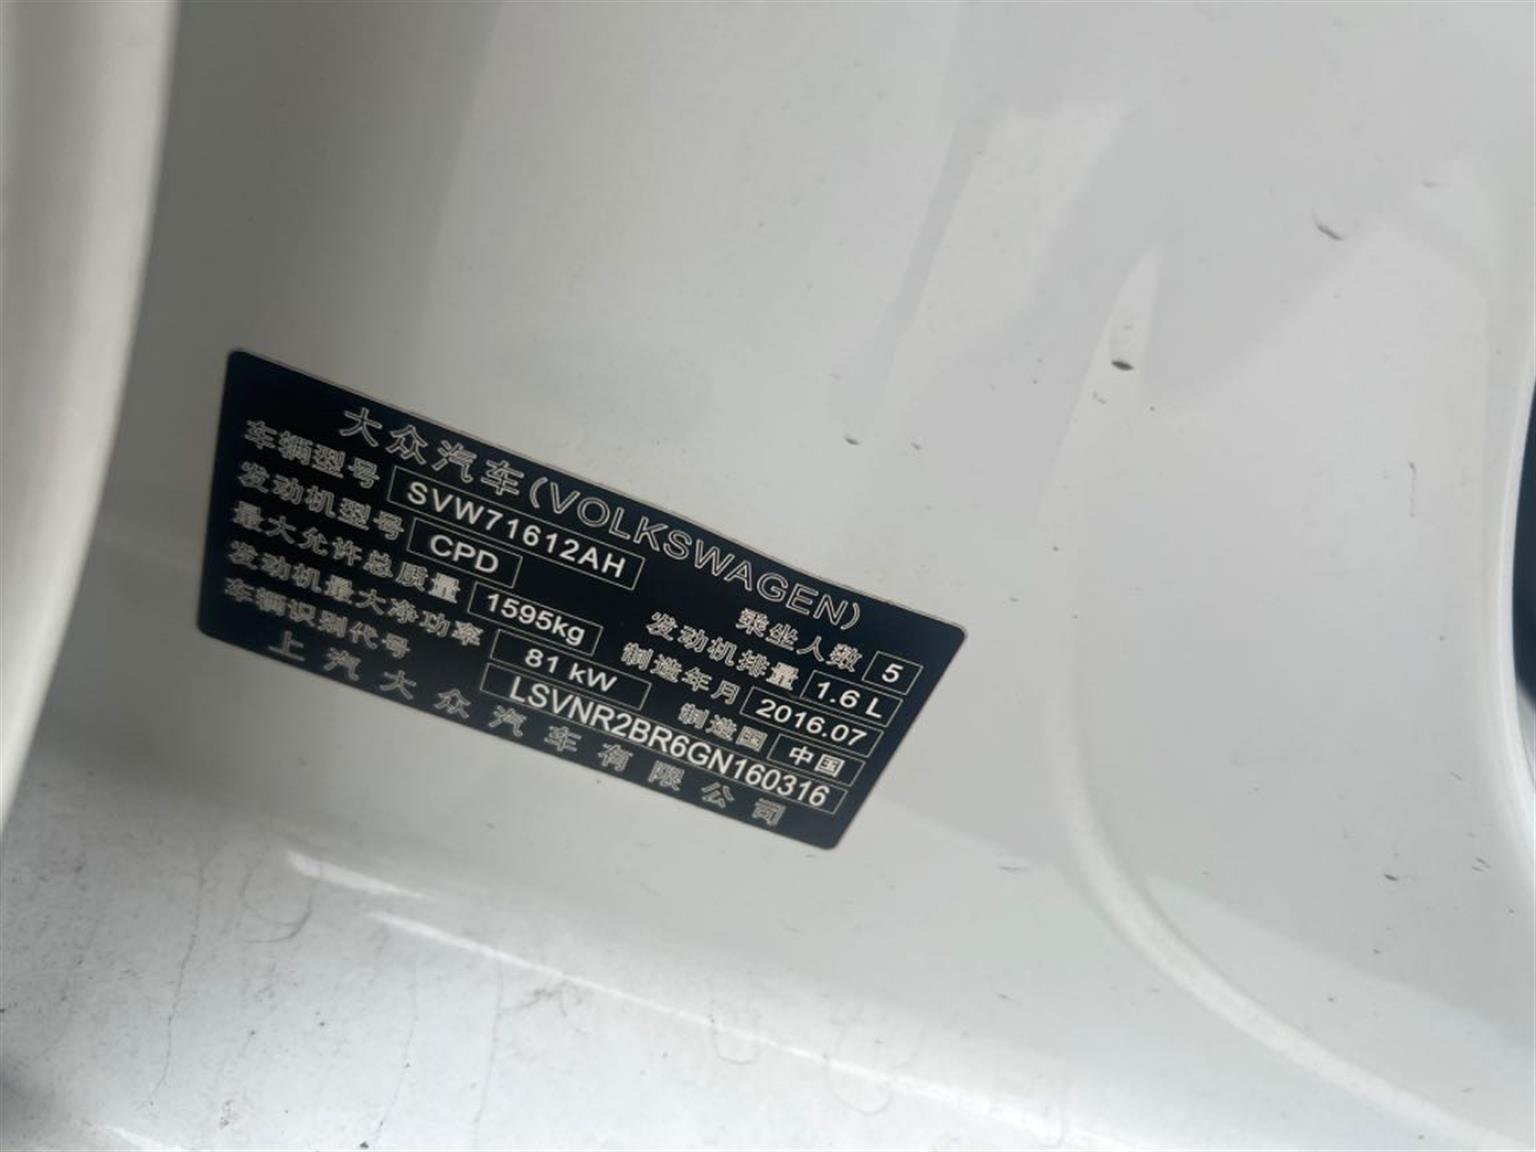 大众汽车(VOLKSWAGEN)
车辆型号 SVW71612AH 乘坐人数 5
发动机型号 CPD 发动机排量 1.6 L
最大允许总质量 1595kg 制造年月 2016.07
发动机最大净功率 81 kW 制造国 中国
车辆识别代号 LSVNR2BR6GN160316
上汽大众汽车有限公司